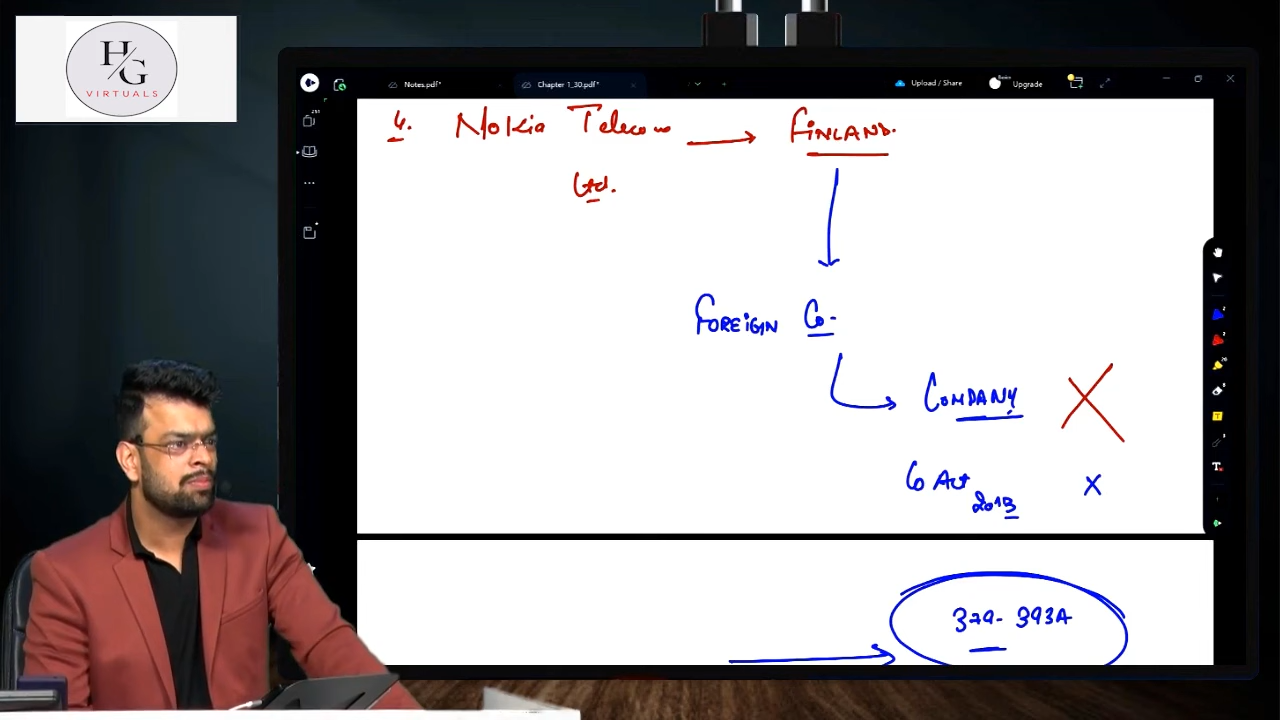 H/G
VIRTUALS
Notes.pdf*
Chapter 1_30.pdf*
Upload / Share
Upgrade
4. Nokia Telecom → FINLAND.
Ltd.
FOREIGN Co.
COMPANY X
Co Act X
2013
379- 393A